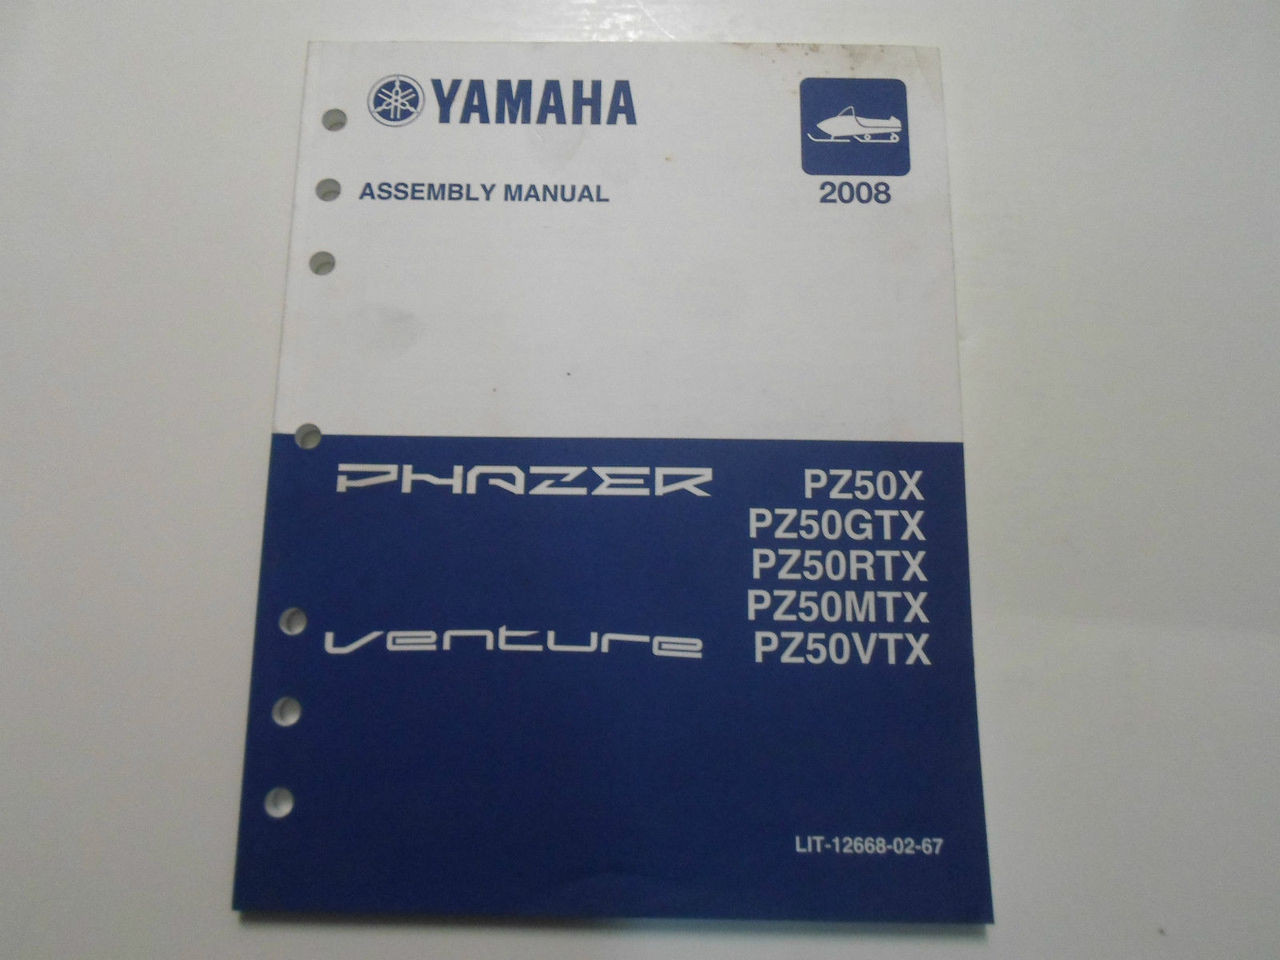 YAMAHA
ASSEMBLY MANUAL
2008
PHAZER
venture
PZ50X
PZ50GTX
PZ50RTX
PZ50MTX
PZ50VTX
LIT-12668-02-67